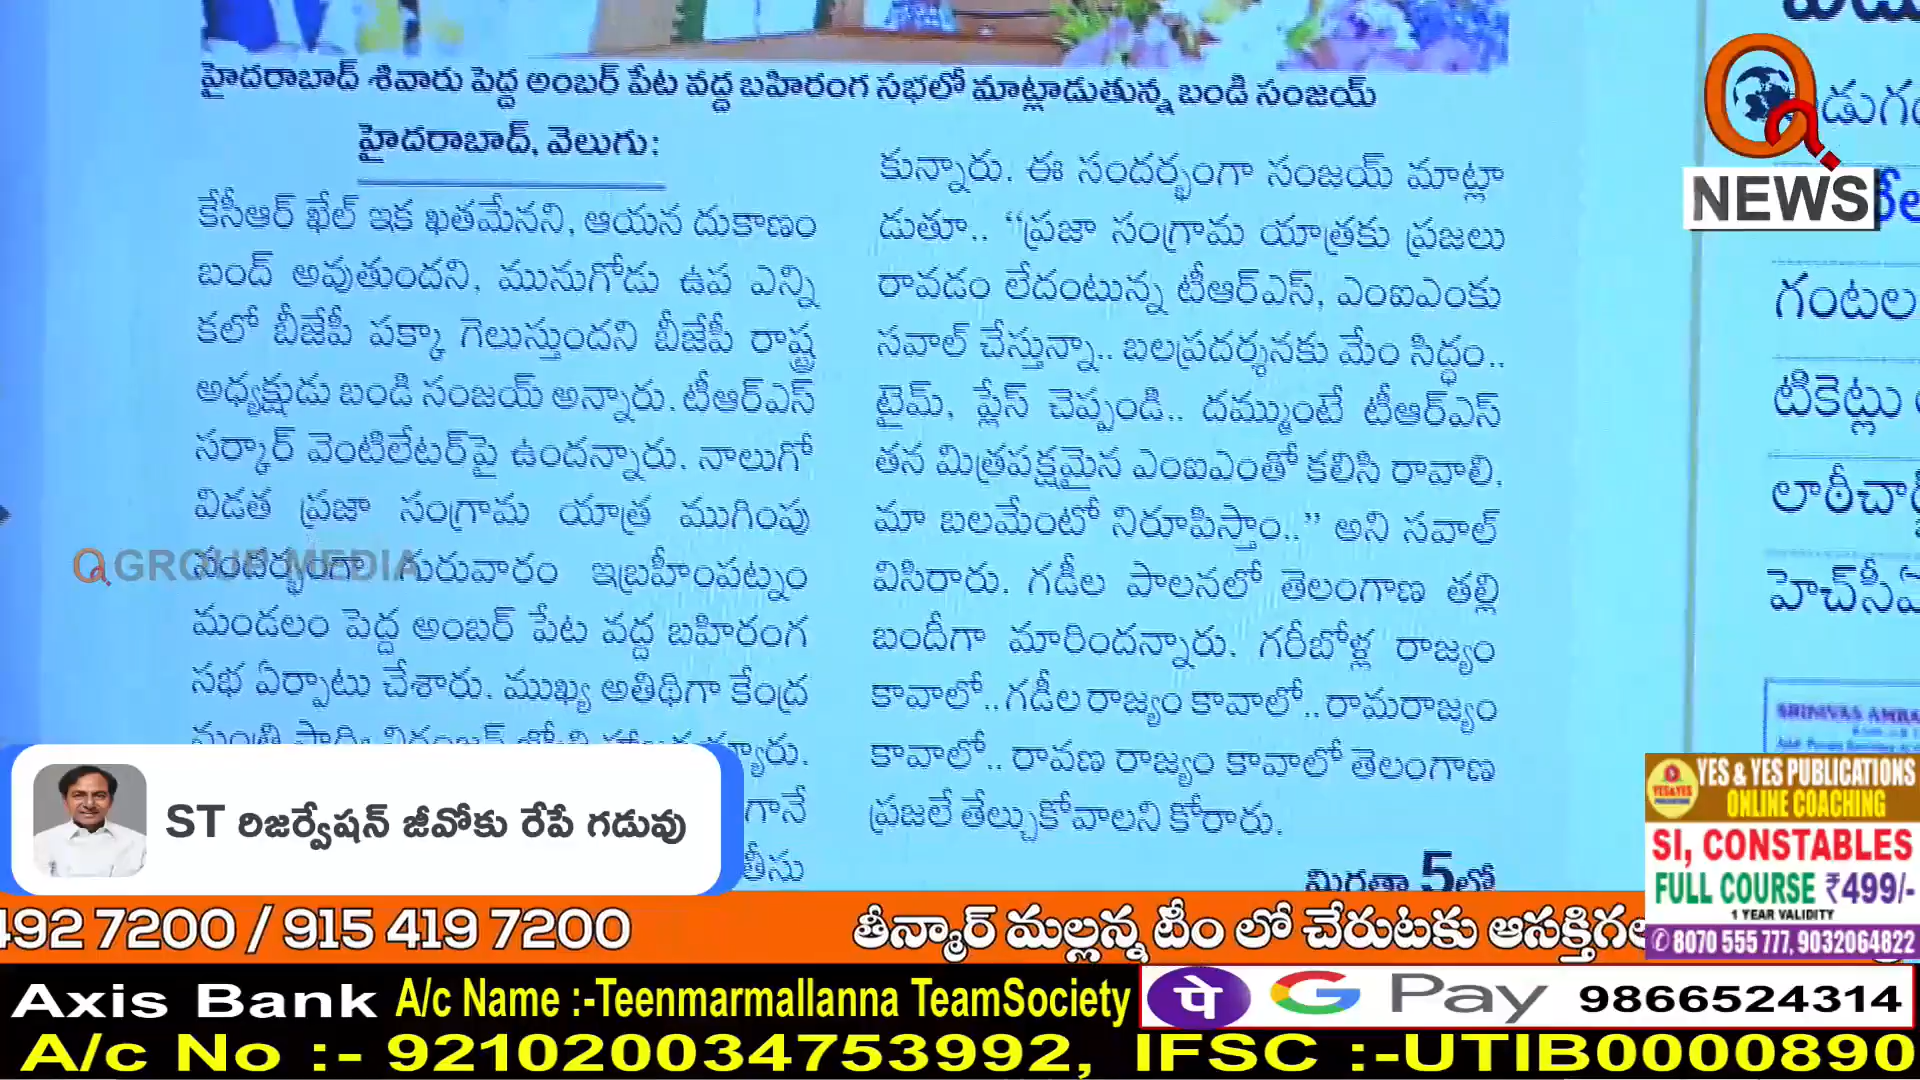 హైదరాబాద్ శివారు పెద్ద అంబర్ పేట వద్ద బహిరంగ సభలో మాట్లాడుతున్న బండి సంజయ్
హైదరాబాద్, వెలుగు:
కేసీఆర్ ఖేల్ ఇక ఖతమేనని, ఆయన దుకాణం
బంద్ అవుతుందని, మునుగోడు ఉప ఎన్ని
కలో బీజేపీ పక్కా గెలుస్తుందని బీజేపీ రాష్ట్ర
అధ్యక్షుడు బండి సంజయ్ అన్నారు. టీఆర్ఎస్
సర్కార్ వెంటిలేటర్‌పై ఉందన్నారు. నాలుగో
విడత ప్రజా సంగ్రామ యాత్ర ముగింపు
సందర్భంగా గురువారం ఇబ్రహీంపట్నం
మండలం పెద్ద అంబర్ పేట వద్ద బహిరంగ
సభ ఏర్పాటు చేశారు. ముఖ్య అతిథిగా కేంద్ర
గానే
తీసు
కున్నారు. ఈ సందర్భంగా సంజయ్ మాట్లా
డుతూ.. “ప్రజా సంగ్రామ యాత్రకు ప్రజలు
రావడం లేదంటున్న టీఆర్ఎస్, ఎంఐఎంకు
సవాల్ చేస్తున్నా.. బలప్రదర్శనకు మేం సిద్ధం..
టైమ్, ప్లేస్ చెప్పండి.. దమ్ముంటే టీఆర్ఎస్
తన మిత్రపక్షమైన ఎంఐఎంతో కలిసి రావాలి,
మా బలమేంటో నిరూపిస్తాం..” అని సవాల్
విసిరారు. గడీల పాలనలో తెలంగాణ తల్లి
బందీగా మారిందన్నారు. గరీబోళ్ల రాజ్యం
కావాలో.. గడీల రాజ్యం కావాలో.. రామరాజ్యం
కావాలో.. రావణ రాజ్యం కావాలో తెలంగాణ
ప్రజలే తేల్చుకోవాలని కోరారు.
మిగతా 5లో
గంటల
టికెట్లు
Q NEWS
Q GROUP MEDIA
ST రిజర్వేషన్ జీవోకు రేపే గడువు
YES & YES PUBLICATIONS
ONLINE COACHING
SI, CONSTABLES
FULL COURSE ₹499/-
1 YEAR VALIDITY
8070 555 777, 9032064822
492 7200 / 915 419 7200 తీన్మార్ మల్లన్న టీం లో చేరుటకు ఆసక్తిగల
Axis Bank A/c Name :-Teenmarmallanna TeamSociety
పే G Pay 9866524314
A/c No :- 921020034753992, IFSC :-UTIB0000890